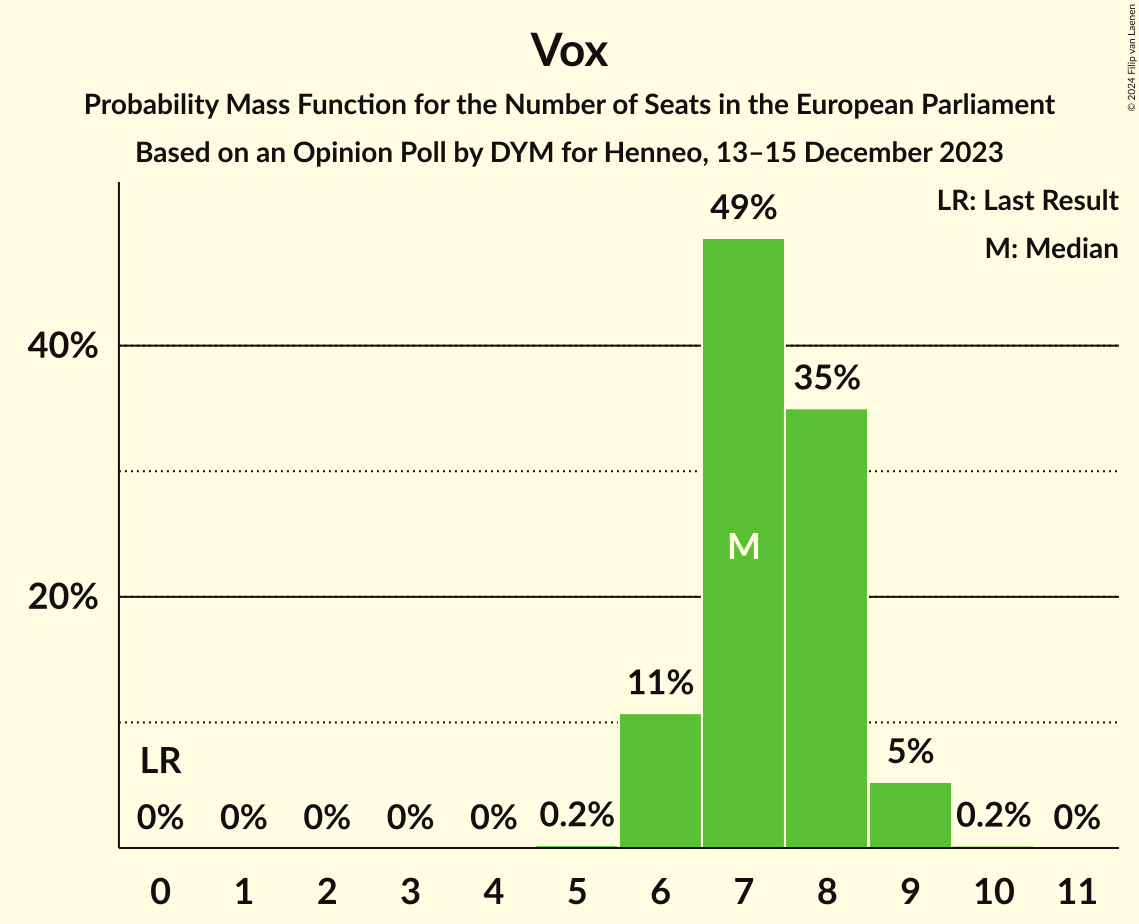 Vox
Probability Mass Function for the Number of Seats in the European Parliament
Based on an Opinion Poll by DYM for Henneo, 13–15 December 2023
© 2024 Filip van Laenen
LR: Last Result
M: Median
49%
40%
35%
M
20%
11%
LR
5%
0% 0% 0% 0% 0% 0.2% 0.2% 0%
0 1 2 3 4 5 6 7 8 9 10 11